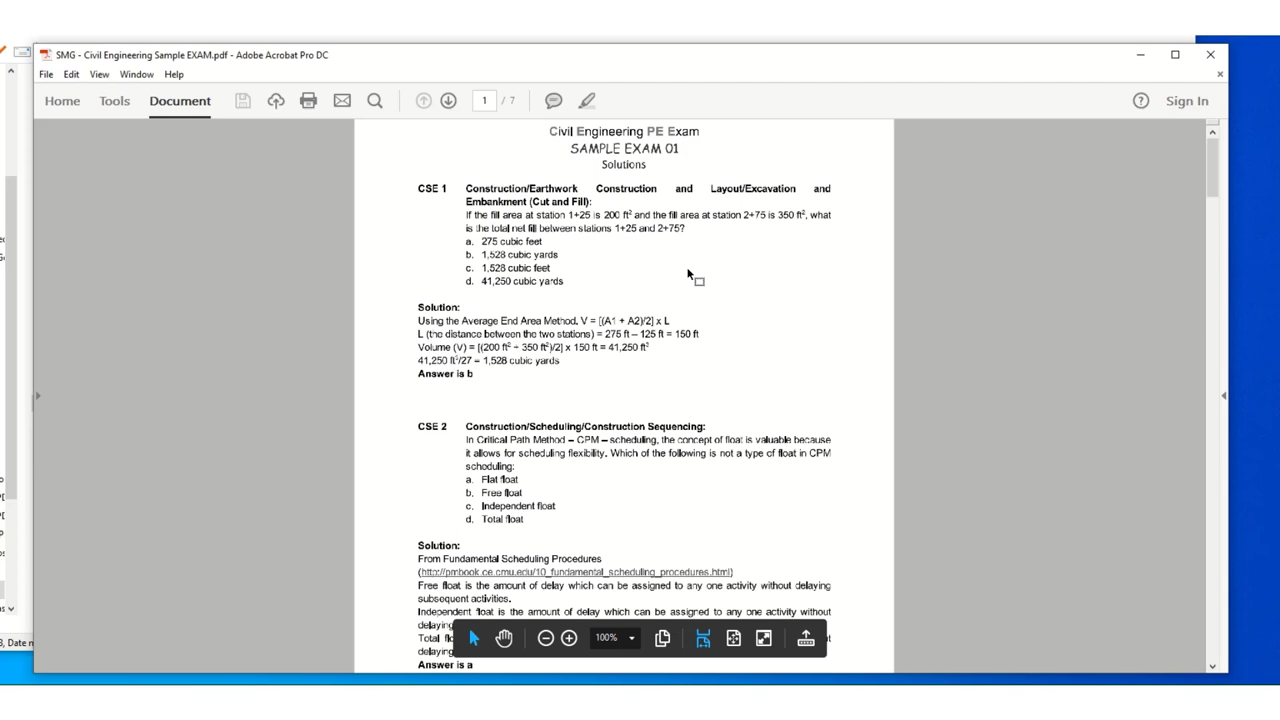 SMG - Civil Engineering Sample EXAM.pdf - Adobe Acrobat Pro DC
File Edit View Window Help
Home Tools Document 1 / 7 Sign In
Civil Engineering PE Exam
SAMPLE EXAM 01
Solutions
CSE 1 Construction/Earthwork Construction and Layout/Excavation and
Embankment (Cut and Fill):
If the fill area at station 1+25 is 200 ft² and the fill area at station 2+75 is 350 ft², what
is the total net fill between stations 1+25 and 2+75?
a. 275 cubic feet
b. 1,528 cubic yards
c. 1,528 cubic feet
d. 41,250 cubic yards
Solution:
Using the Average End Area Method, V = [(A1 + A2)/2] x L
L (the distance between the two stations) = 275 ft – 125 ft = 150 ft
Volume (V) = [(200 ft² + 350 ft²)/2] x 150 ft = 41,250 ft³
41,250 ft³/27 = 1,528 cubic yards
Answer is b
CSE 2 Construction/Scheduling/Construction Sequencing:
In Critical Path Method – CPM – scheduling, the concept of float is valuable because
it allows for scheduling flexibility. Which of the following is not a type of float in CPM
scheduling:
a. Flat float
b. Free float
c. Independent float
d. Total float
Solution:
From Fundamental Scheduling Procedures
(http://pmbook.ce.cmu.edu/10_fundamental_scheduling_procedures.html)
Free float is the amount of delay which can be assigned to any one activity without delaying
subsequent activities.
Independent float is the amount of delay which can be assigned to any one activity without
delaying
Total
delaying
100%
Answer is a